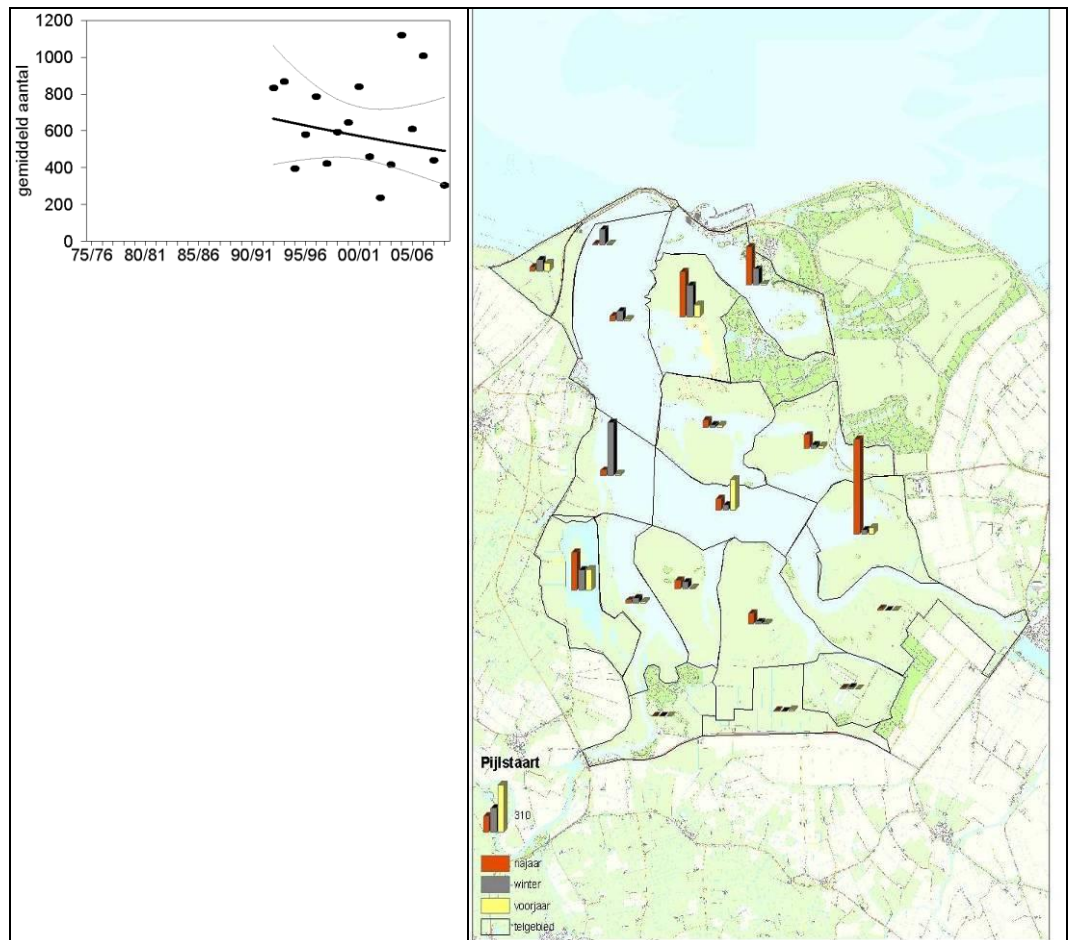 1200
1000
800
600
400
200
0
gemiddeld aantal
75/76 80/81 85/86 90/91 95/96 00/01 05/06
Pijlstaart
310
najaar
winter
voorjaar
telgebied